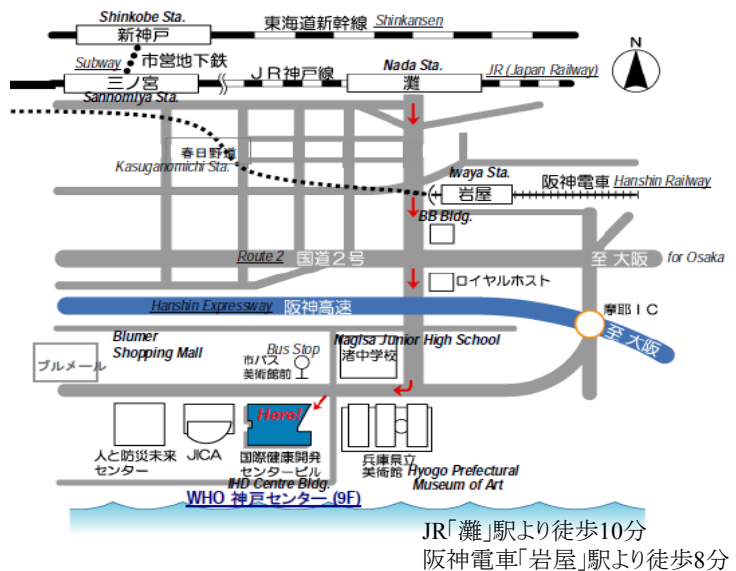 Shinkobe Sta.
新神戸
東海道新幹線 Shinkansen
Subway 市営地下鉄
三ノ宮
Sannomiya Sta.
JR神戸線
Nada Sta.
灘
JR (Japan Railway)
N
春日野道
Kasuganomichi Sta.
Iwaya Sta.
岩屋
阪神電車 Hanshin Railway
BB Bldg.
Route 2 国道2号
至 大阪 for Osaka
ロイヤルホスト
Hanshin Expressway 阪神高速
摩耶IC
至 大阪
Blumer
Shopping Mall
ブルメール
Bus Stop
市バス
美術館前
Nagisa Junior High School
渚中学校
Here!
人と防災未来
センター
JICA
国際健康開発
センタービル
IHD Centre Bldg.
WHO 神戸センター (9F)
兵庫県立
美術館 Hyogo Prefectural
Museum of Art
JR「灘」駅より徒歩10分
阪神電車「岩屋」駅より徒歩8分